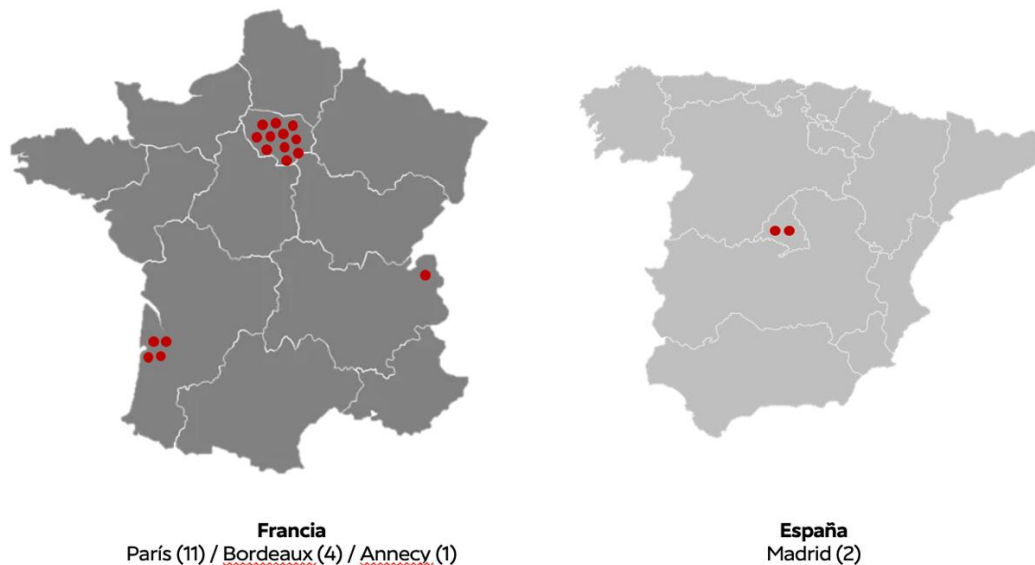 Francia
París (11) / Bordeaux (4) / Annecy (1)
España
Madrid (2)